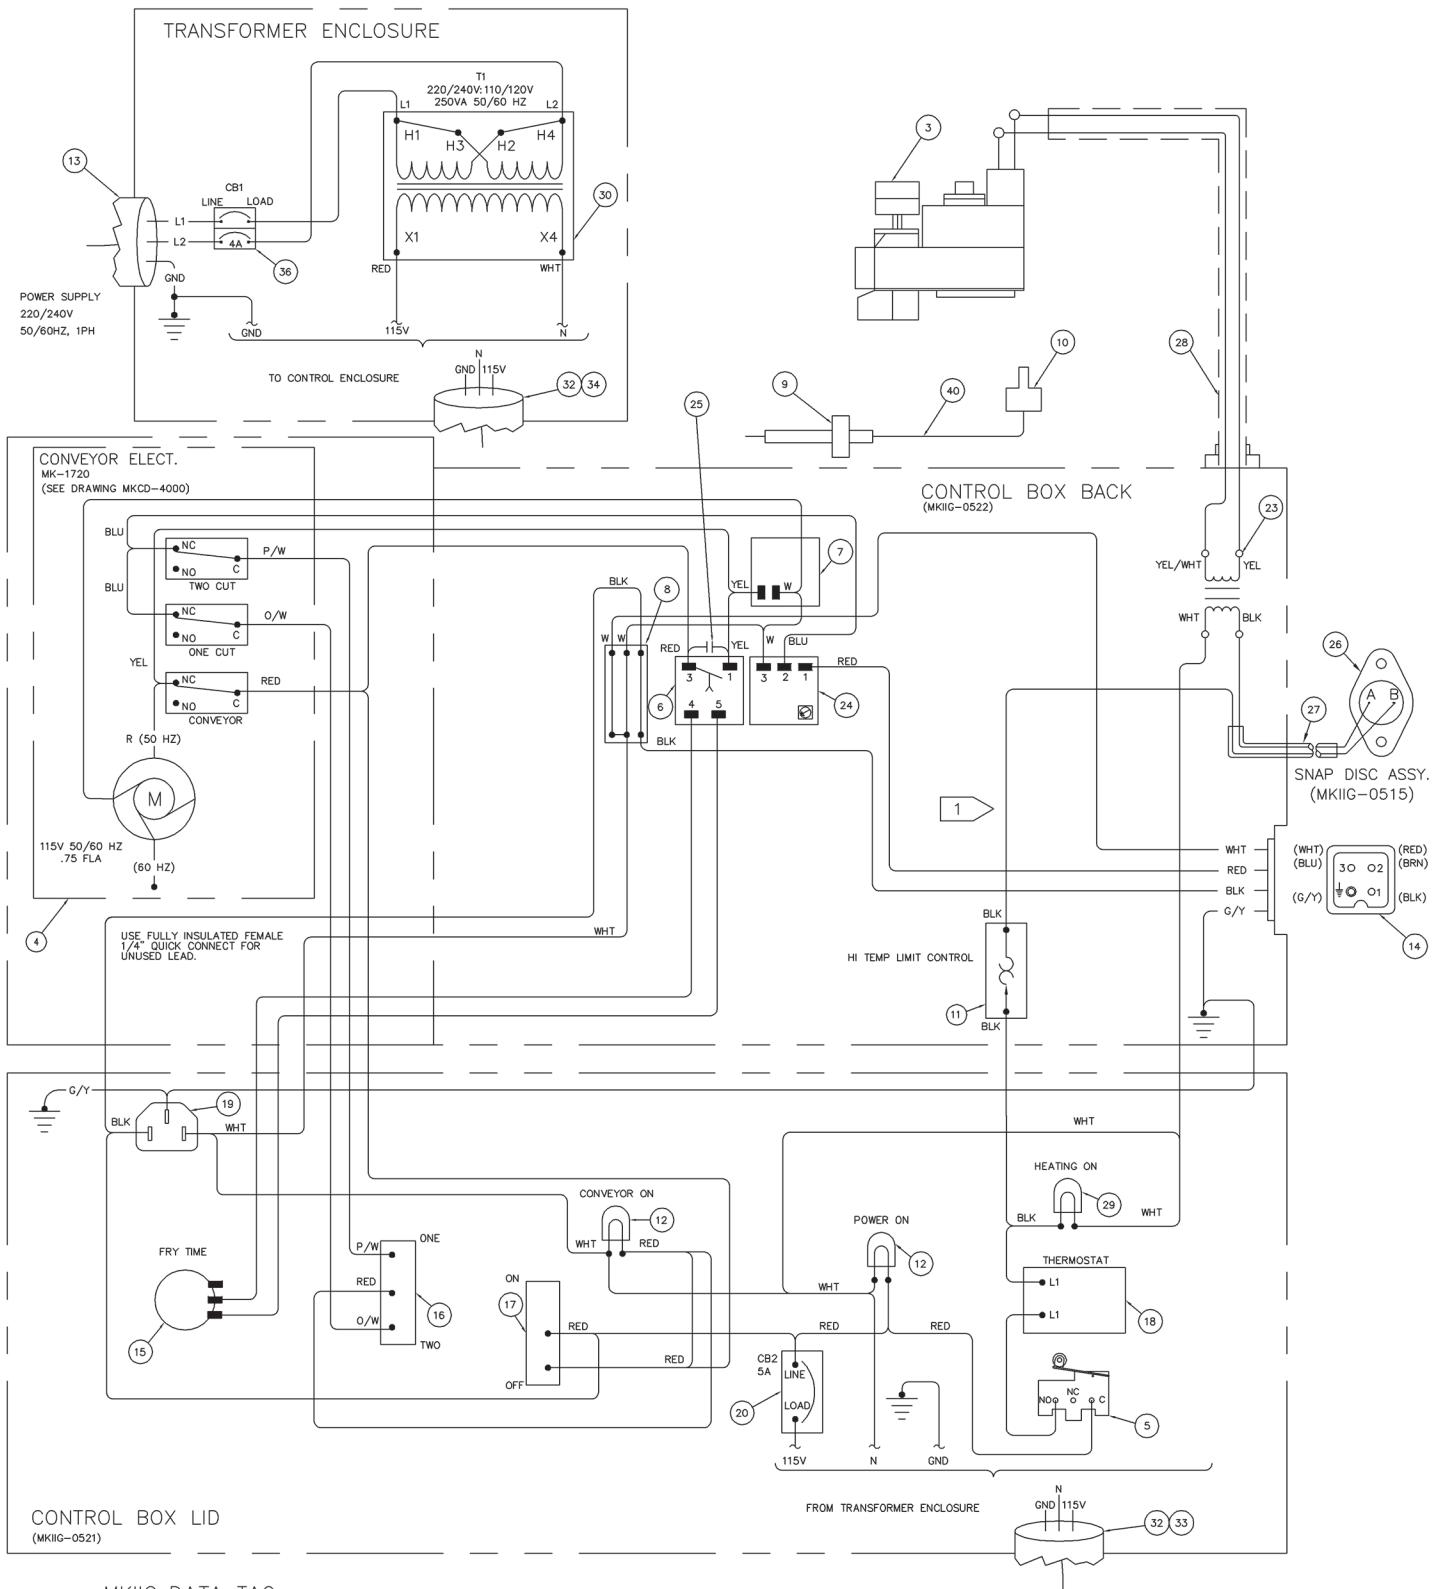 TRANSFORMER ENCLOSURE
T1
220/240V:110/120V
250VA 50/60 HZ
L1
L2
H1
H3
H2
H4
3
13
CB1
LINE
LOAD
30
L1
L2
4A
X1
X4
36
RED
WHT
GND
POWER SUPPLY
220/240V
50/60HZ, 1PH
GND
115V
N
28
10
N
GND
115V
TO CONTROL ENCLOSURE
32
34
9
40
25
CONVEYOR ELECT.
MK-1720
(SEE DRAWING MKCD-4000)
CONTROL BOX BACK
(MKIIG-0522)
23
BLU
NC
P/W
C
NO
TWO CUT
7
YEL/WHT
YEL
BLU
BLK
8
YEL
W
NC
O/W
C
NO
ONE CUT
WHT
BLK
W
W
RED
YEL
W
BLU
RED
26
YEL
3
1
3
2
1
A
B
NC
RED
C
NO
CONVEYOR
6
4
5
24
27
R (50 HZ)
BLK
SNAP DISC ASSY.
(MKIIG-0515)
M
1
115V 50/60 HZ
.75 FLA
(60 HZ)
WHT
RED
BLK
G/Y
(WHT)
(BLU)
(G/Y)
3
2
1
(RED)
(BRN)
(BLK)
14
4
USE FULLY INSULATED FEMALE
1/4" QUICK CONNECT FOR
UNUSED LEAD.
WHT
BLK
HI TEMP LIMIT CONTROL
11
BLK
G/Y
19
BLK
WHT
WHT
HEATING ON
29
BLK
WHT
CONVEYOR ON
12
POWER ON
12
WHT
RED
FRY TIME
P/W
ONE
THERMOSTAT
RED
16
ON
WHT
L1
17
L1
18
O/W
TWO
RED
RED
RED
15
RED
CB2
5A
LINE
OFF
LOAD
20
NO
NC
C
5
115V
N
GND
FROM TRANSFORMER ENCLOSURE
N
GND
115V
32
33
CONTROL BOX LID
(MKIIG-0521)